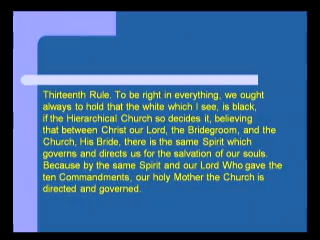 Thirteenth Rule. To be right in everything, we ought
always to hold that the white which I see, is black,
if the Hierarchical Church so decides it, believing
that between Christ our Lord, the Bridegroom, and the
Church, His Bride, there is the same Spirit which
governs and directs us for the salvation of our souls.
Because by the same Spirit and our Lord Who gave the
ten Commandments, our holy Mother the Church is
directed and governed.